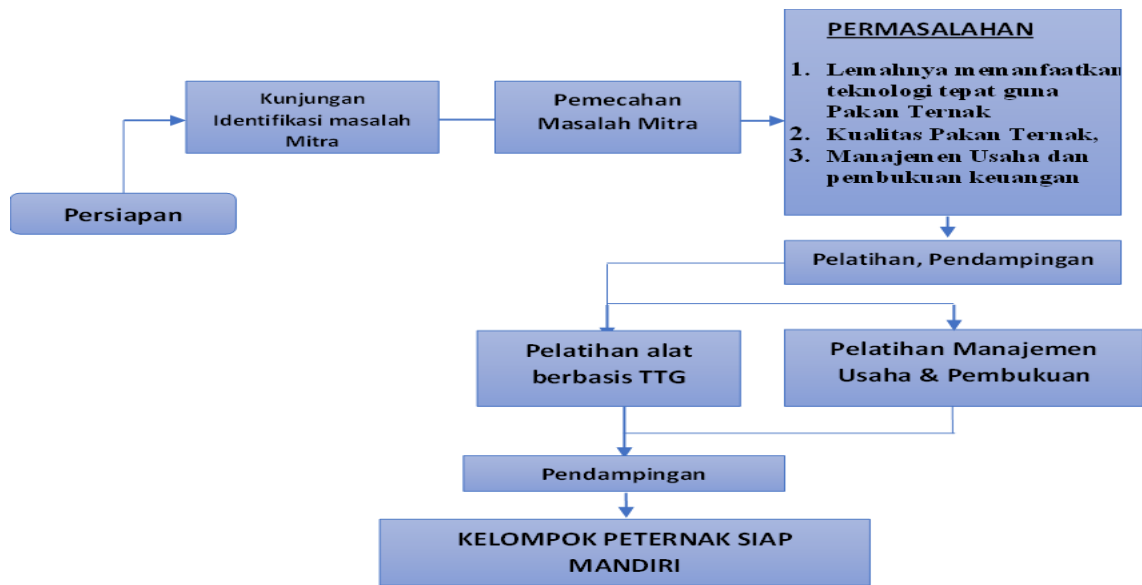 Persiapan
Kunjungan
Identifikasi masalah
Mitra
Pemecahan
Masalah Mitra
PERMASALAHAN
1. Lemahnya memanfaatkan
teknologi tepat guna
Pakan Ternak
2. Kualitas Pakan Ternak,
3. Manajemen Usaha dan
pembukuan keuangan
Pelatihan, Pendampingan
Pelatihan alat
berbasis TTG
Pelatihan Manajemen
Usaha & Pembukuan
Pendampingan
KELOMPOK PETERNAK SIAP
MANDIRI